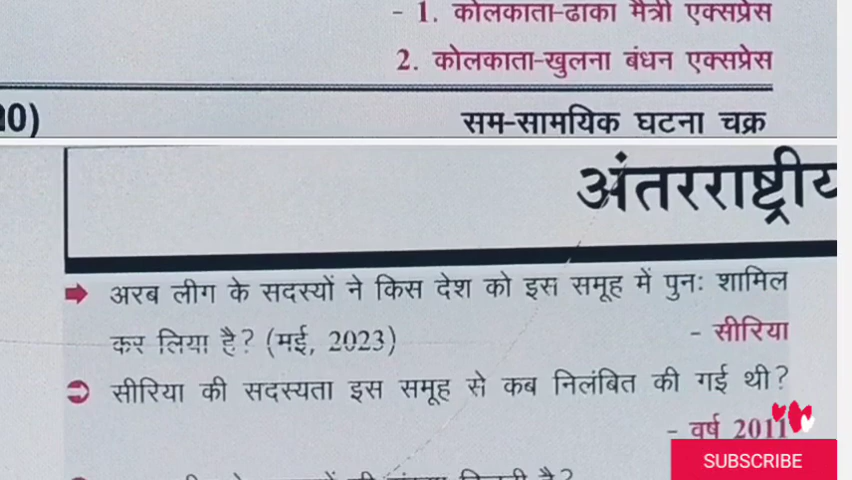 - 1. कोलकाता-ढाका मैत्री एक्सप्रेस
2. कोलकाता-खुलना बंधन एक्सप्रेस
सम-सामयिक घटना चक्र
अंतरराष्ट्रीय
अरब लीग के सदस्यों ने किस देश को इस समूह में पुनः शामिल
कर लिया है? (मई, 2023) - सीरिया
सीरिया की सदस्यता इस समूह से कब निलंबित की गई थी?
- वर्ष 2011
SUBSCRIBE